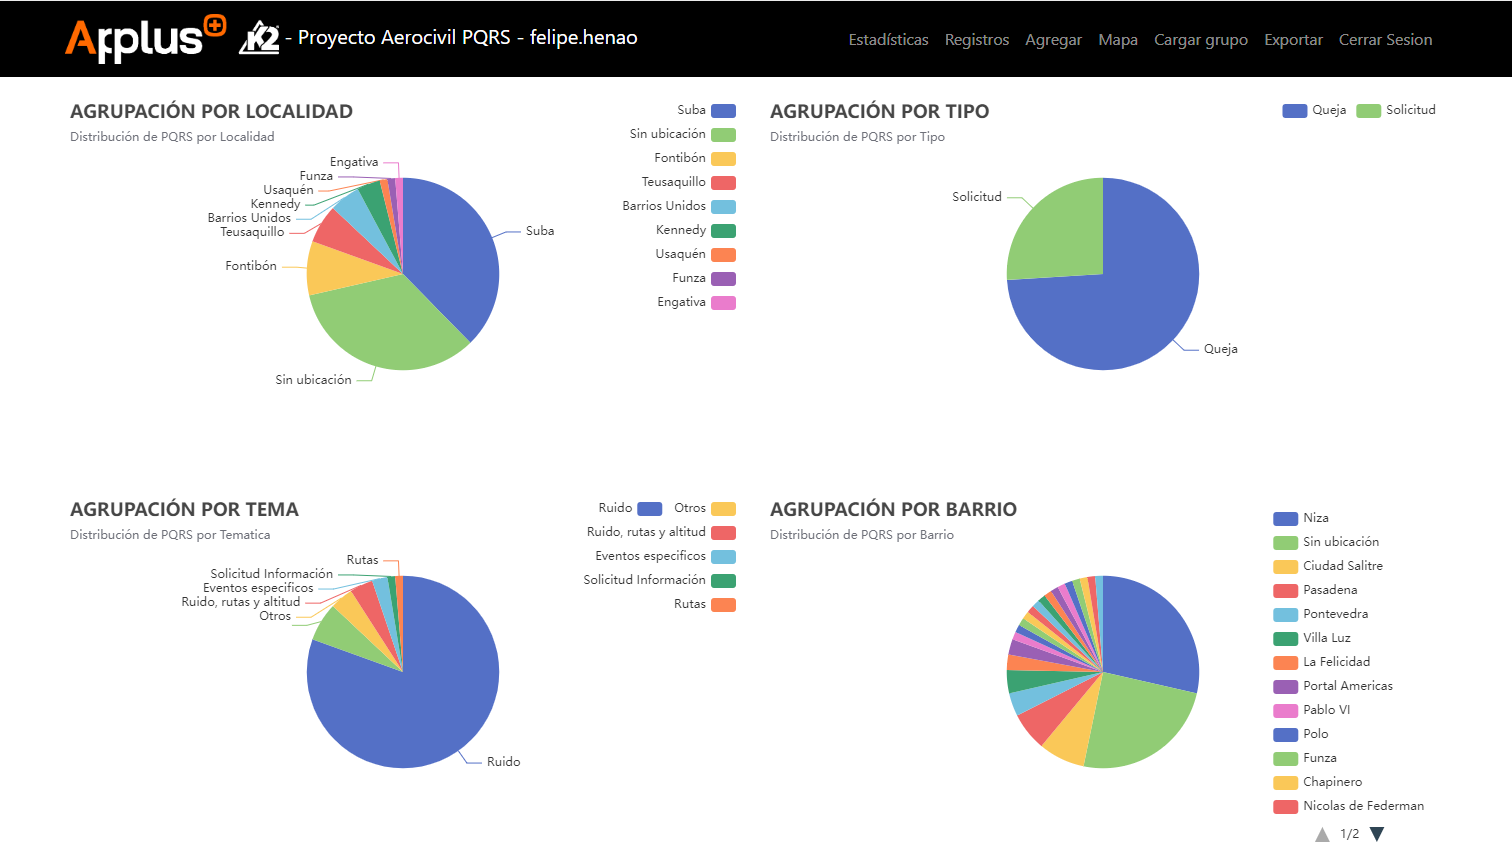 Applus+ K2 - Proyecto Aerocivil PQRS - felipe.henao
Estadísticas Registros Agregar Mapa Cargar grupo Exportar Cerrar Sesion
AGRUPACIÓN POR LOCALIDAD
Distribución de PQRS por Localidad
Engativa
Funza
Usaquén
Kennedy
Barrios Unidos
Teusaquillo
Fontibón
Suba
Sin ubicación
Suba
Sin ubicación
Fontibón
Teusaquillo
Barrios Unidos
Kennedy
Usaquén
Funza
Engativa
AGRUPACIÓN POR TIPO
Distribución de PQRS por Tipo
Queja Solicitud
Solicitud
Queja
AGRUPACIÓN POR TEMA
Distribución de PQRS por Tematica
Rutas
Solicitud Información
Eventos especificos
Ruido, rutas y altitud
Otros
Ruido
Ruido Otros
Ruido, rutas y altitud
Eventos especificos
Solicitud Información
Rutas
AGRUPACIÓN POR BARRIO
Distribución de PQRS por Barrio
Niza
Sin ubicación
Ciudad Salitre
Pasadena
Pontevedra
Villa Luz
La Felicidad
Portal Americas
Pablo VI
Polo
Funza
Chapinero
Nicolas de Federman
1/2